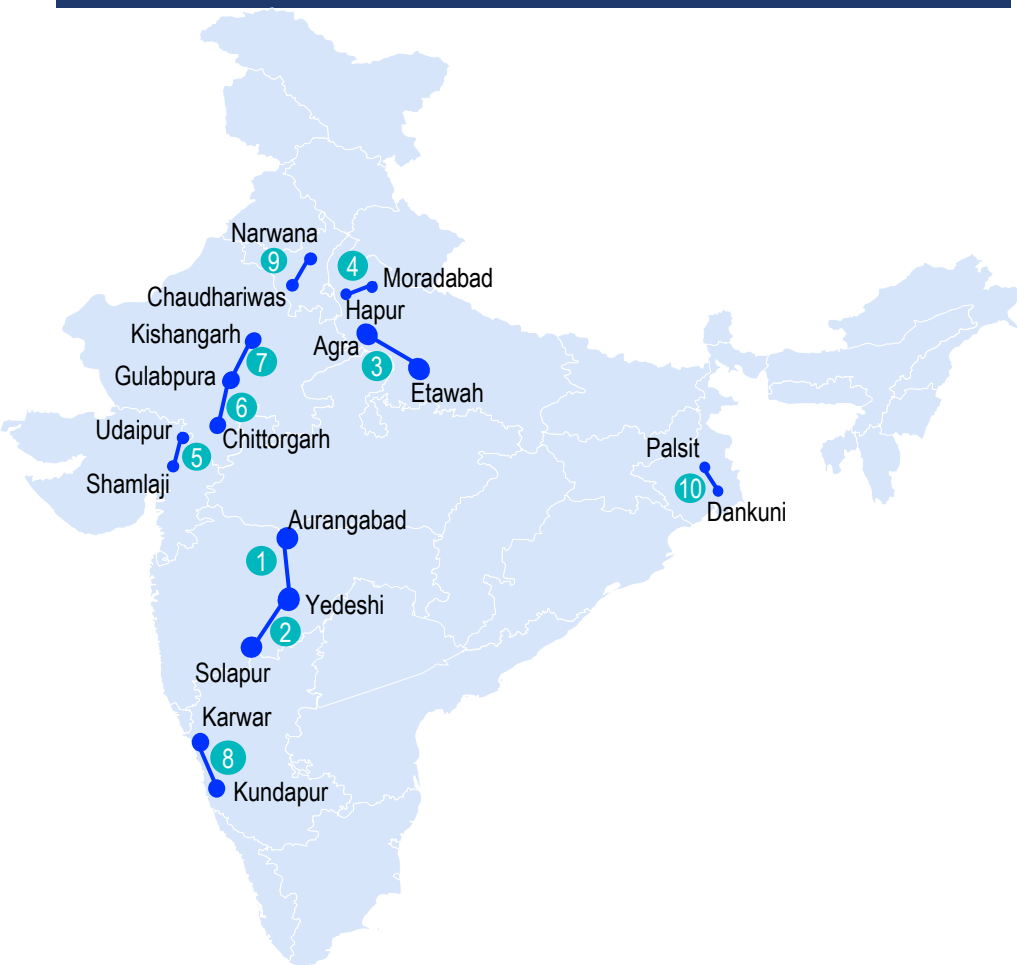 Narwana
9
4
Moradabad
Chaudhariwas
Hapur
Kishangarh
Agra
7
3
Gulabpura
Etawah
6
Udaipur
Chittorgarh
5
Shamlaji
Palsit
10
Dankuni
Aurangabad
1
Yedeshi
2
Solapur
Karwar
8
Kundapur